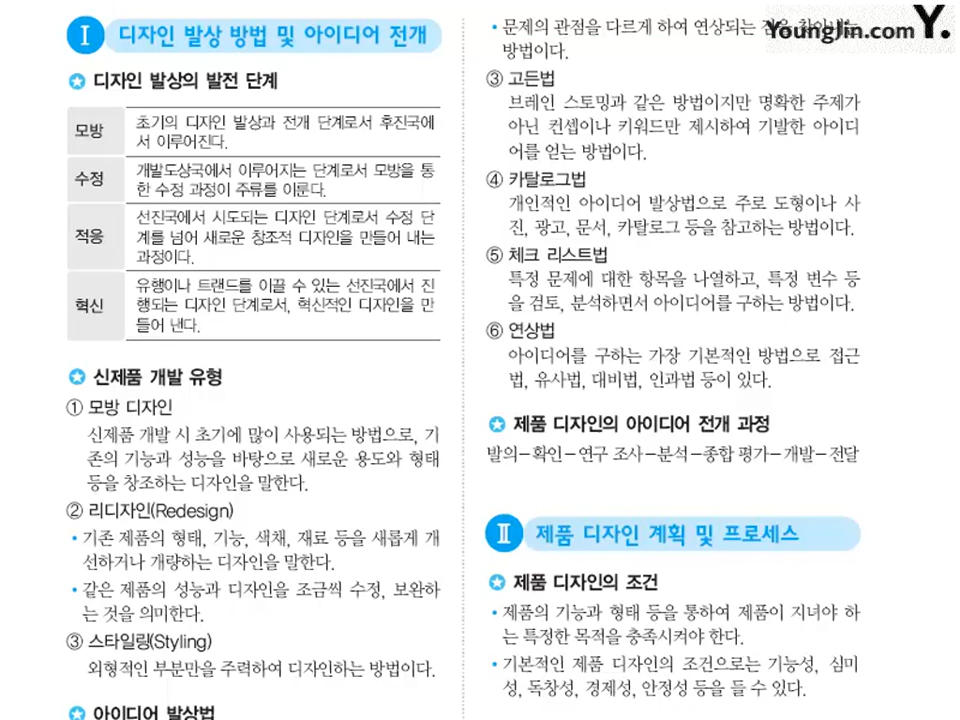 Ⅰ 디자인 발상 방법 및 아이디어 전개
디자인 발상의 발전 단계
모방
초기의 디자인 발상과 전개 단계로서 후진국에
서 이루어진다.
수정
개발도상국에서 이루어지는 단계로서 모방을 통
한 수정 과정이 주류를 이룬다.
적응
선진국에서 시도되는 디자인 단계로서 수정 단
계를 넘어 새로운 창조적 디자인을 만들어 내는
과정이다.
혁신
유행이나 트랜드를 이끌 수 있는 선진국에서 진
행되는 디자인 단계로서, 혁신적인 디자인을 만
들어 낸다.
신제품 개발 유형
① 모방 디자인
신제품 개발 시 초기에 많이 사용되는 방법으로, 기
존의 기능과 성능을 바탕으로 새로운 용도와 형태
등을 창조하는 디자인을 말한다.
② 리디자인(Redesign)
• 기존 제품의 형태, 기능, 색채, 재료 등을 새롭게 개
선하거나 개량하는 디자인을 말한다.
• 같은 제품의 성능과 디자인을 조금씩 수정, 보완하
는 것을 의미한다.
③ 스타일링(Styling)
외형적인 부분만을 주력하여 디자인하는 방법이다.
아이디어 발상법
• 문제의 관점을 다르게 하여 연상되는
방법이다.
③ 고든법
브레인 스토밍과 같은 방법이지만 명확한 주제가
아닌 컨셉이나 키워드만 제시하여 기발한 아이디
어를 얻는 방법이다.
④ 카탈로그법
개인적인 아이디어 발상법으로 주로 도형이나 사
진, 광고, 문서, 카탈로그 등을 참고하는 방법이다.
⑤ 체크 리스트법
특정 문제에 대한 항목을 나열하고, 특정 변수 등
을 검토, 분석하면서 아이디어를 구하는 방법이다.
⑥ 연상법
아이디어를 구하는 가장 기본적인 방법으로 접근
법, 유사법, 대비법, 인과법 등이 있다.
제품 디자인의 아이디어 전개 과정
발의–확인–연구 조사–분석–종합 평가–개발–전달
Ⅱ 제품 디자인 계획 및 프로세스
제품 디자인의 조건
• 제품의 기능과 형태 등을 통하여 제품이 지녀야 하
는 특정한 목적을 충족시켜야 한다.
• 기본적인 제품 디자인의 조건으로는 기능성, 심미
성, 독창성, 경제성, 안정성 등을 들 수 있다.
YoungJin.com Y.